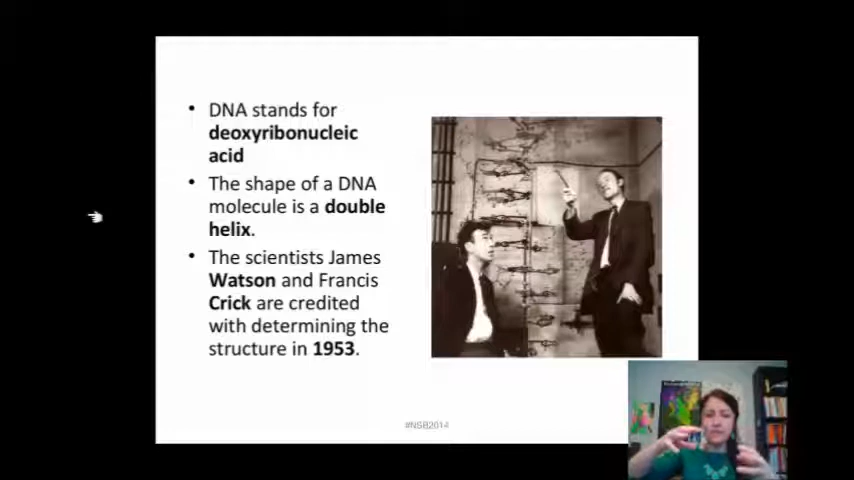 • DNA stands for
deoxyribonucleic
acid
• The shape of a DNA
molecule is a double
helix.
• The scientists James
Watson and Francis
Crick are credited
with determining the
structure in 1953.
#NSB2014